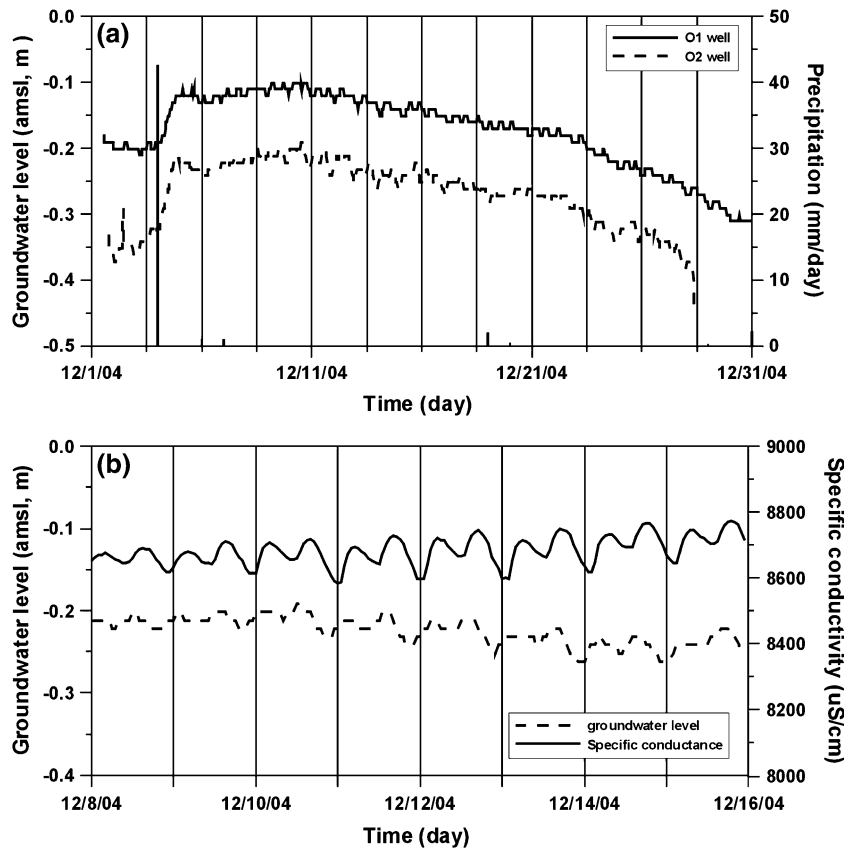 (a)
O1 well
O2 well
0.0
-0.1
-0.2
-0.3
-0.4
-0.5
Groundwater level (amsl, m )
50
40
30
20
10
0
Precipitation (mm/day)
12/1/04
12/11/04
12/21/04
12/31/04
Time (day)
(b)
0.0
-0.1
-0.2
-0.3
-0.4
Groundwater level (amsl, m)
9000
8800
8600
8400
8200
8000
Specific conductivity (uS/cm)
groundwater level
Specific conductance
12/8/04
12/10/04
12/12/04
12/14/04
12/16/04
Time (day)